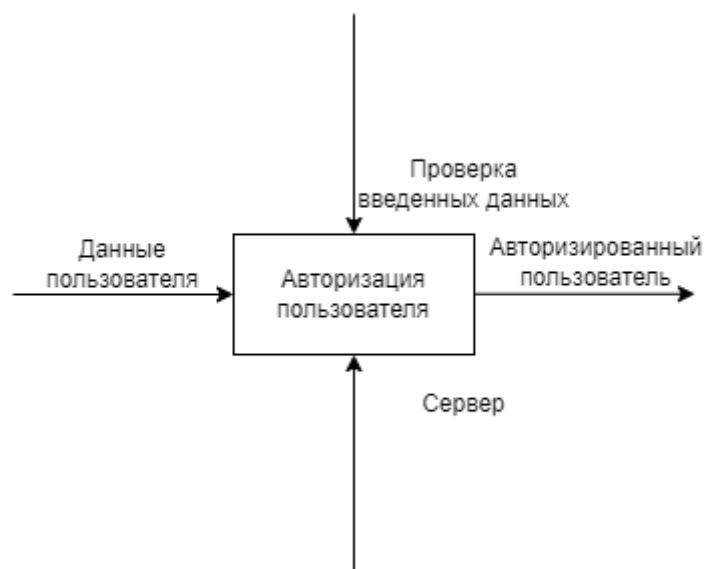 Проверка
введенных данных
Данные
пользователя
Авторизация
пользователя
Авторизированный
пользователь
Сервер